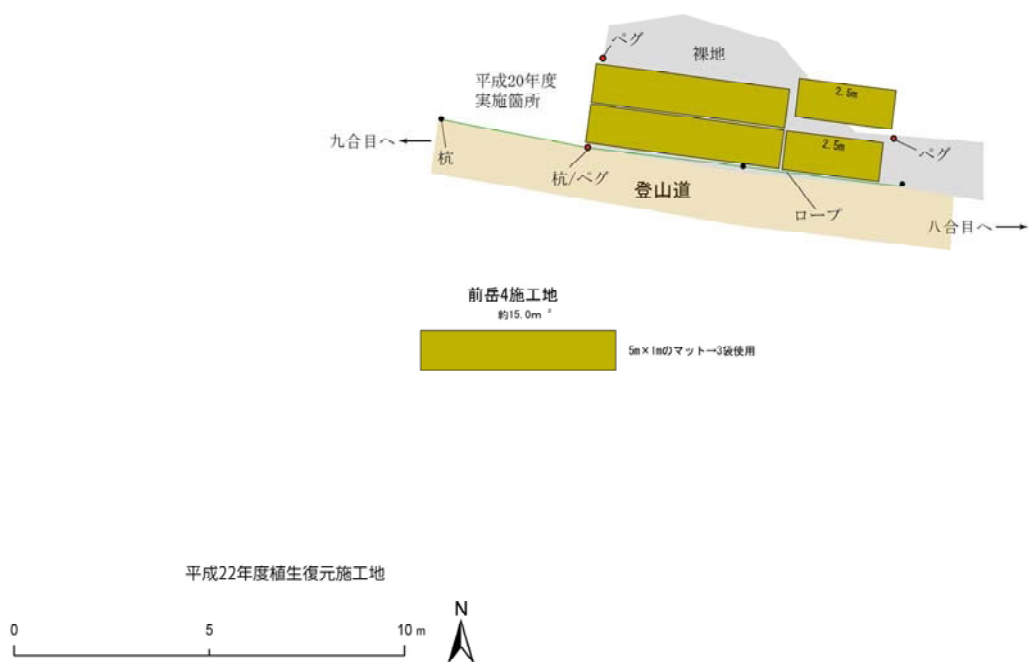 ペグ
裸地
平成20年度
実施箇所
2.5m
九合目へ
杭
杭/ペグ
2.5m
ペグ
登山道
ロープ
八合目へ
前岳4施工地
約15.0m²
5m×1mのマット→3袋使用
平成22年度植生復元施工地
0 5 10 m
N